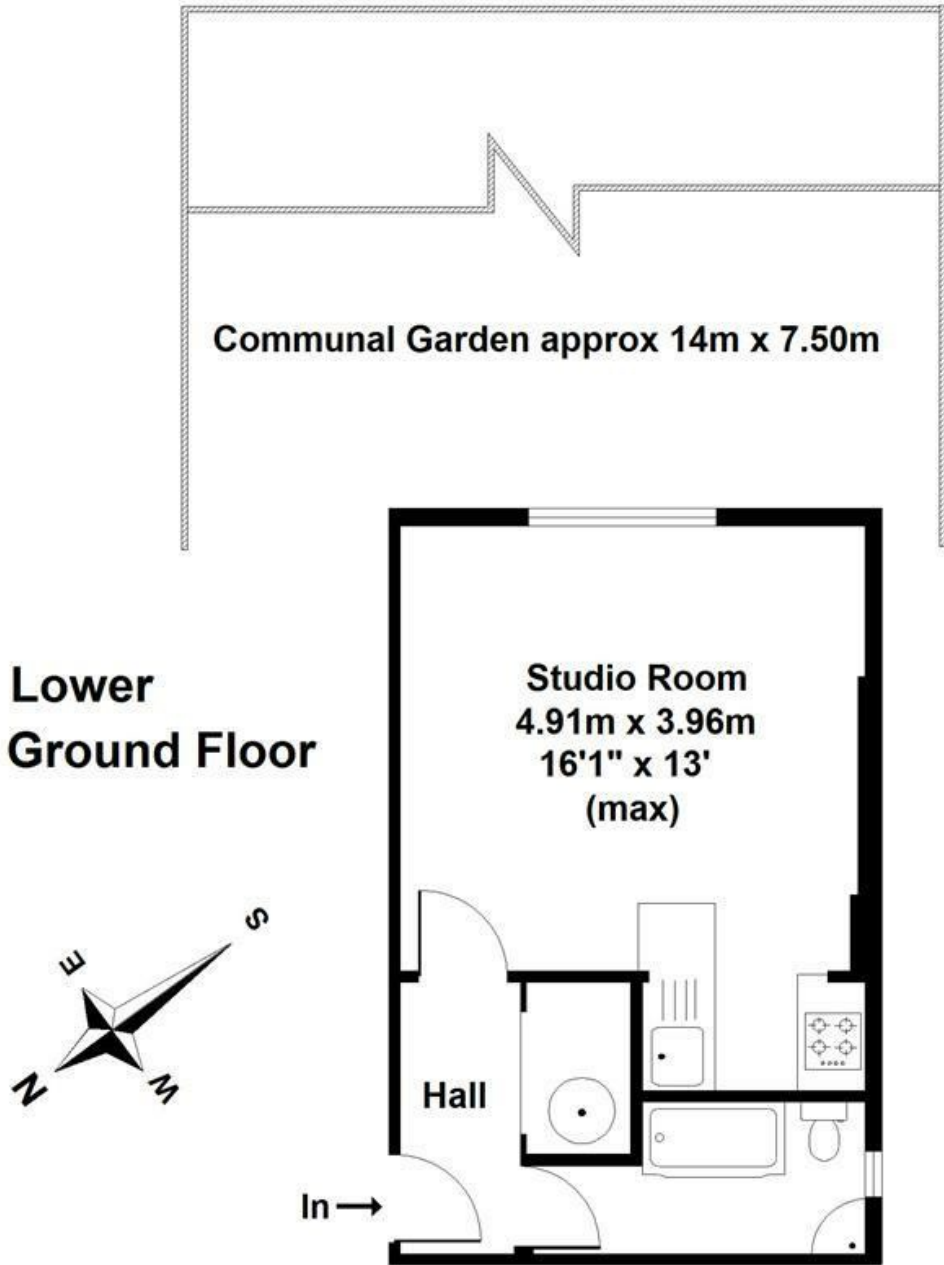 Communal Garden approx 14m x 7.50m
Studio Room
4.91m x 3.96m
16'1" x 13'
(max)
Lower
Ground Floor
S
E
N
W
Hall
In